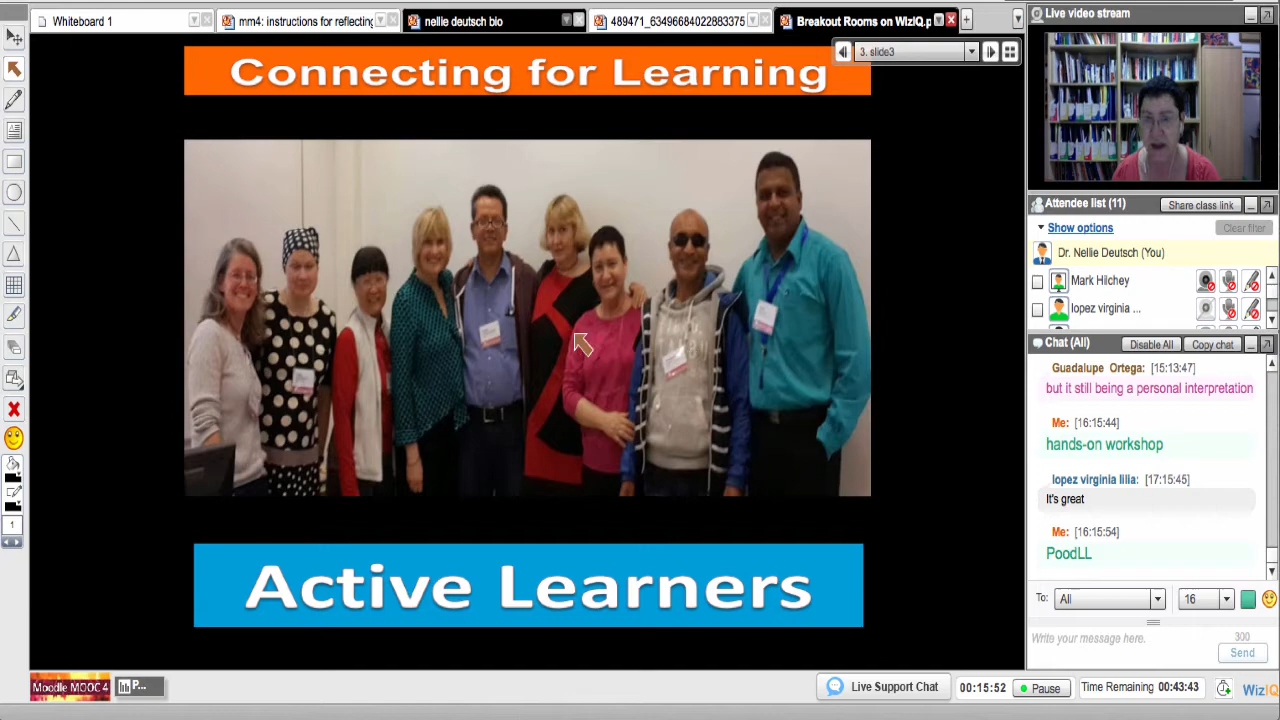 Whiteboard 1
mm4: instructions for reflecting
nellie deutsch bio
489471_63496684022883375
Breakout Rooms on WizIQ.p
3. slide3
Connecting for Learning
Active Learners
1
Moodle MOOC 4
P...
Live Support Chat
00:15:52
Pause
Time Remaining 00:43:43
WizIQ
Live video stream
Attendee list (11)
Share class link
Show options
Clear filter
Dr. Nellie Deutsch (You)
Mark Hilchey
lopez virginia ...
Chat (All)
Disable All
Copy chat
Guadalupe Ortega: [15:13:47]
but it still being a personal interpretation
Me: [16:15:44]
hands-on workshop
lopez virginia lilia: [17:15:45]
It's great
Me: [16:15:54]
PoodLL
To: All
16
Write your message here.
300
Send